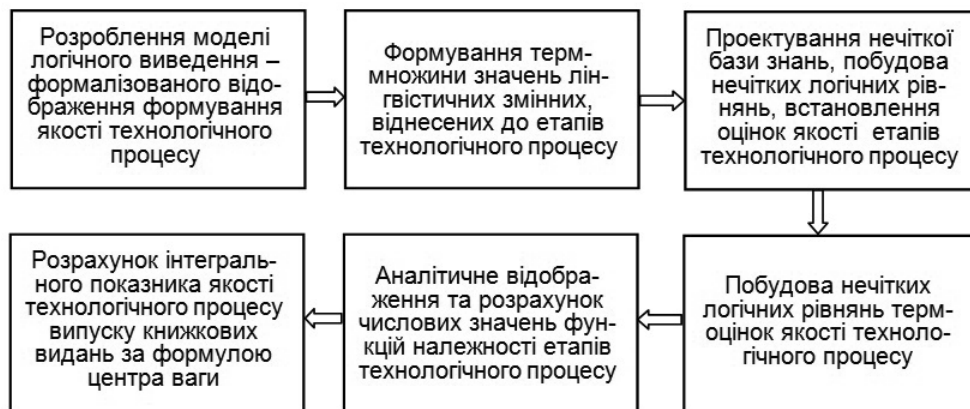 Розроблення моделі
логічного виведення –
формалізованого відо-
браження формування
якості технологічного
процесу
Формування терм-
множини значень лін-
гвістичних змінних,
віднесених до етапів
технологічного процесу
Проектування нечіткої
бази знань, побудова
нечітких логічних рів-
нянь, встановлення
оцінок якості етапів
технологічного процесу
Побудова нечітких
логічних рівнянь терм-
оцінок якості техноло-
гічного процесу
Аналітичне відобра-
ження та розрахунок
числових значень фун-
кцій належності етапів
технологічного процесу
Розрахунок інтеграль-
ного показника якості
технологічного процесу
випуску книжкових
видань за формулою
центра ваги